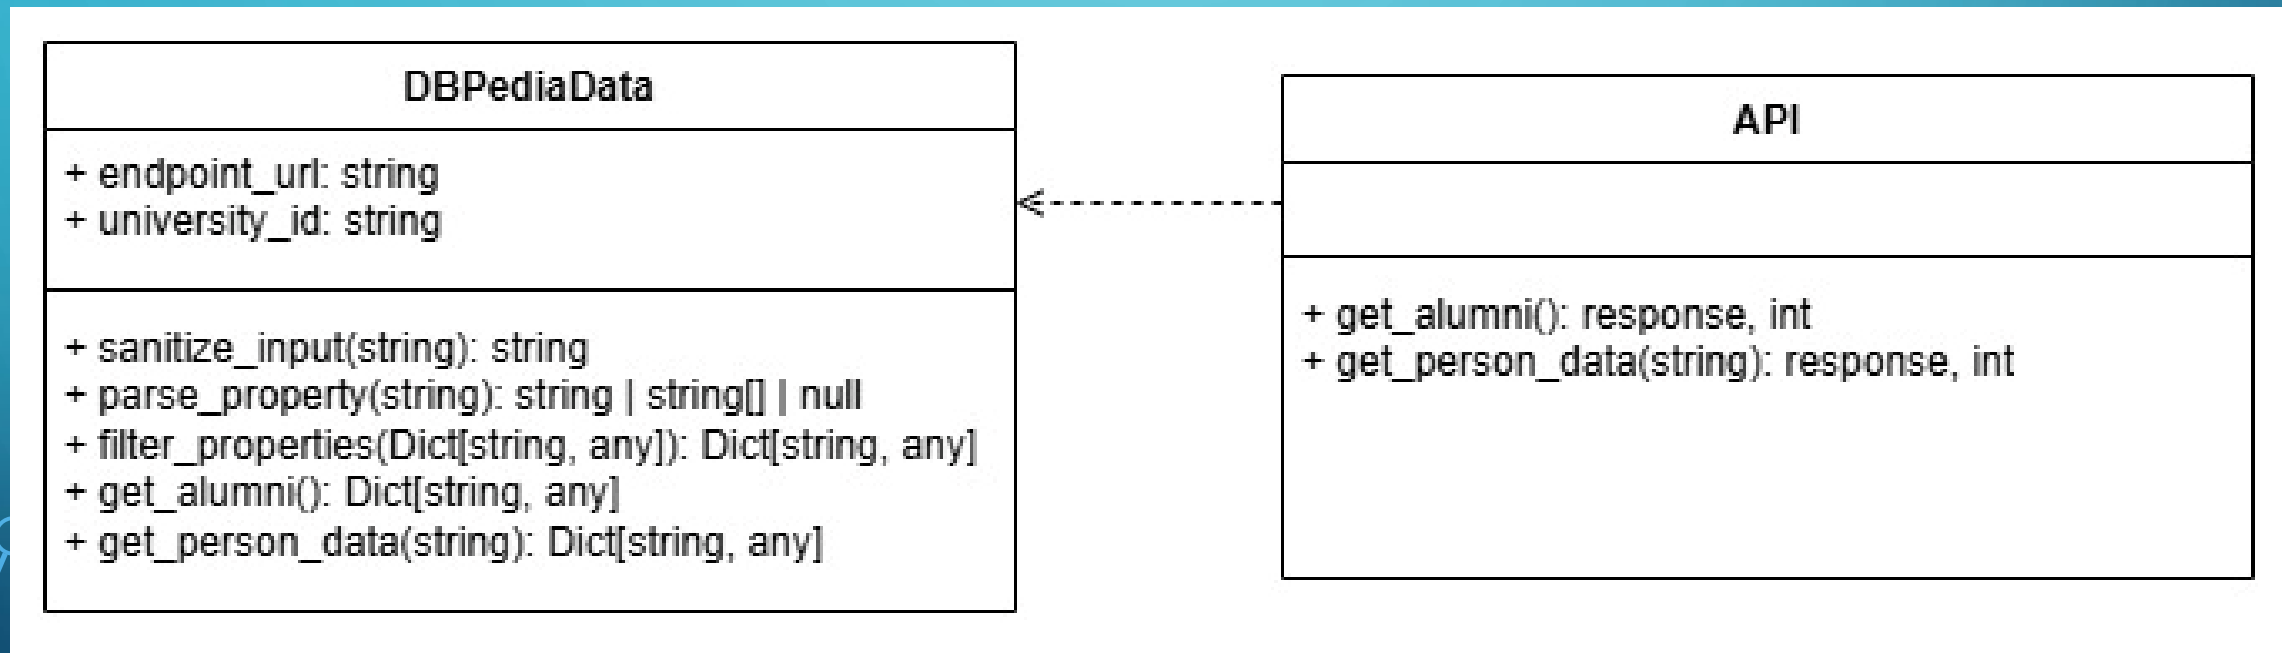 DBPediaData
+ endpoint_url: string
+ university_id: string
+ sanitize_input(string): string
+ parse_property(string): string | string[] | null
+ filter_properties(Dict[string, any]): Dict[string, any]
+ get_alumni(): Dict[string, any]
+ get_person_data(string): Dict[string, any]
API
+ get_alumni(): response, int
+ get_person_data(string): response, int